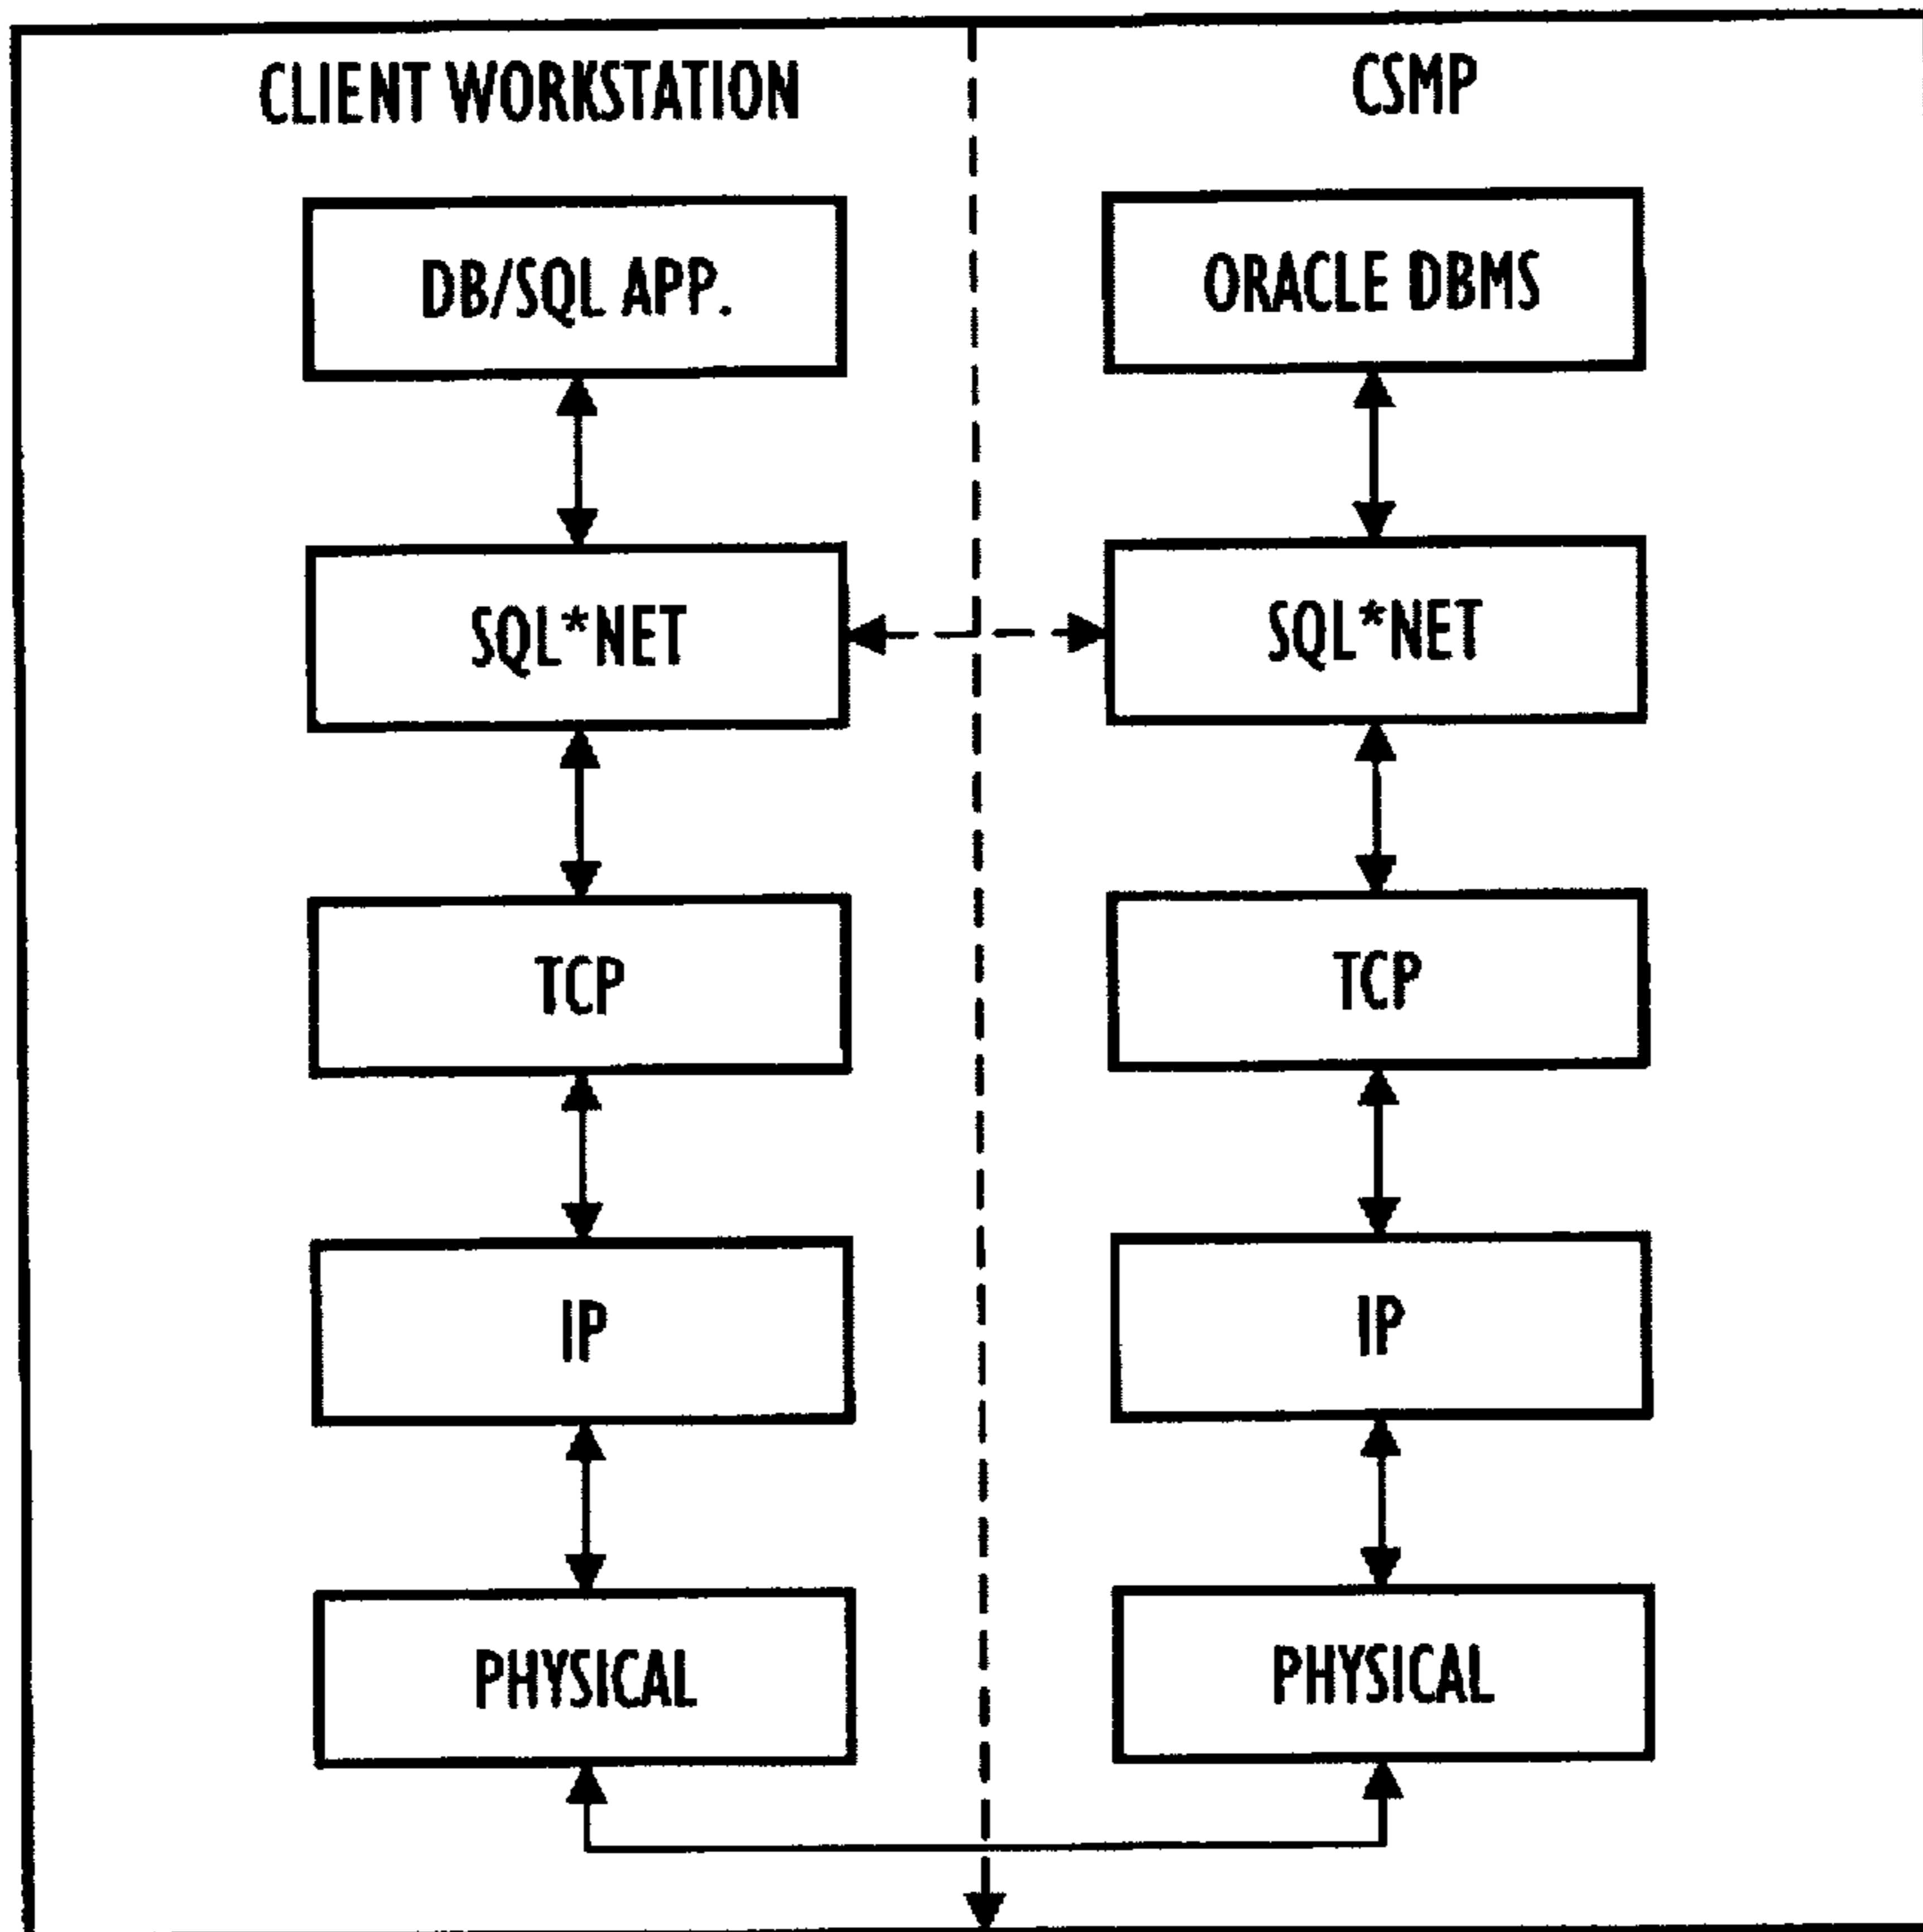 CLIENT WORKSTATION
CSMP
DB/SQL APP.
ORACLE DBMS
SQL*NET
SQL*NET
TCP
TCP
IP
IP
PHYSICAL
PHYSICAL